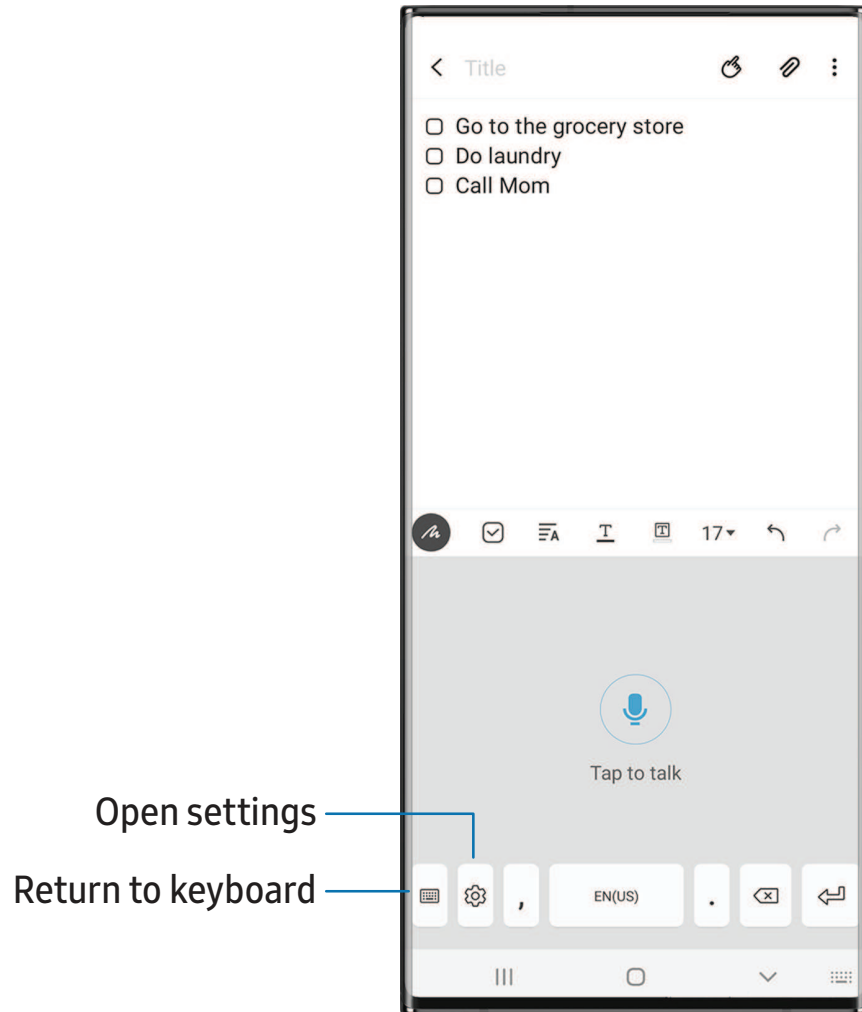 Title
Go to the grocery store
Do laundry
Call Mom
17
Tap to talk
Open settings
Return to keyboard
,
EN(US)
.